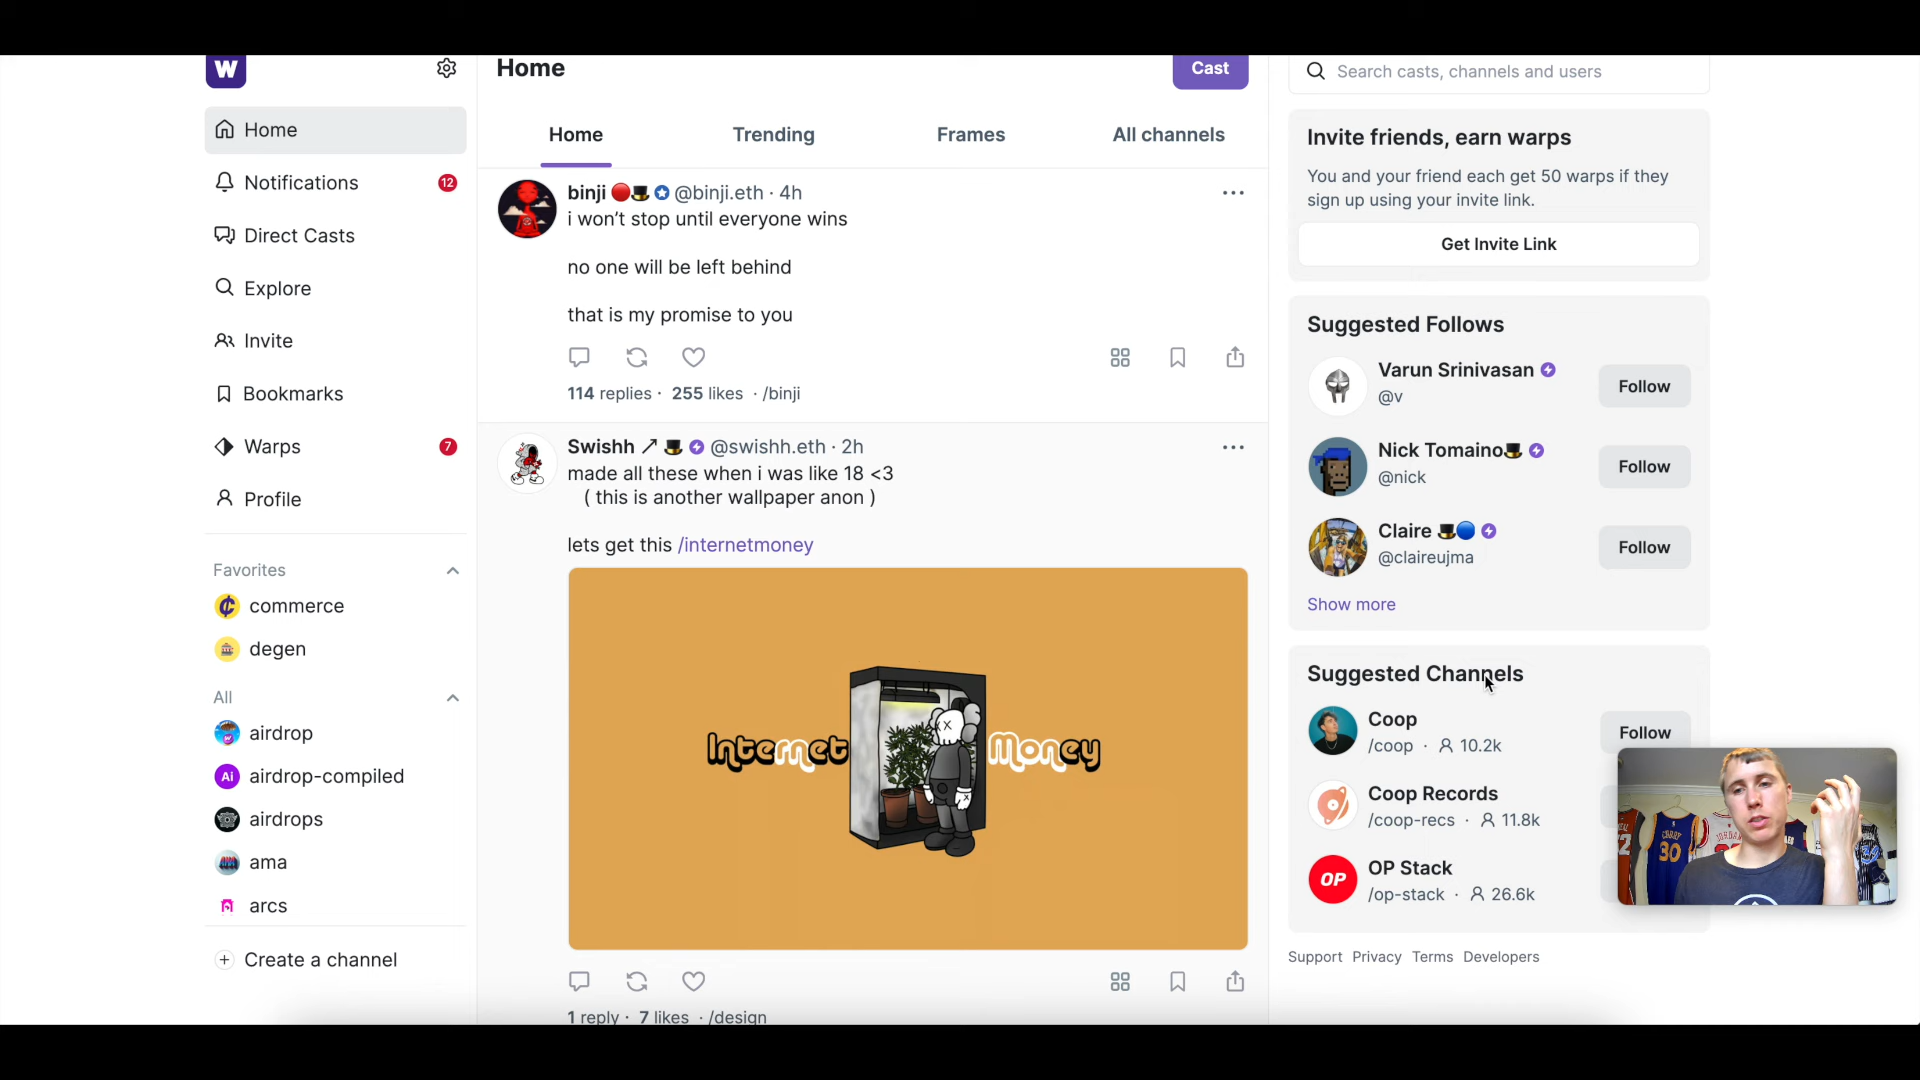 W
Home
Notifications
12
Direct Casts
Explore
Invite
Bookmarks
Warps
7
Profile
Favorites
commerce
degen
All
airdrop
Ai
airdrop-compiled
airdrops
ama
arcs
Create a channel
Home
Cast
Home
Trending
Frames
All channels
binji @binji.eth · 4h
i won't stop until everyone wins
no one will be left behind
that is my promise to you
114 replies · 255 likes · /binji
Swishh @swishh.eth · 2h
made all these when i was like 18 <3
( this is another wallpaper anon )
lets get this /internetmoney
Internet Money
1 reply · 7 likes · /design
Search casts, channels and users
Invite friends, earn warps
You and your friend each get 50 warps if they
sign up using your invite link.
Get Invite Link
Suggested Follows
Varun Srinivasan
@v
Follow
Nick Tomaino
@nick
Follow
Claire
@claireujma
Follow
Show more
Suggested Channels
Coop
/coop · 10.2k
Follow
Coop Records
/coop-recs · 11.8k
OP
OP Stack
/op-stack · 26.6k
CURRY
30
Support Privacy Terms Developers